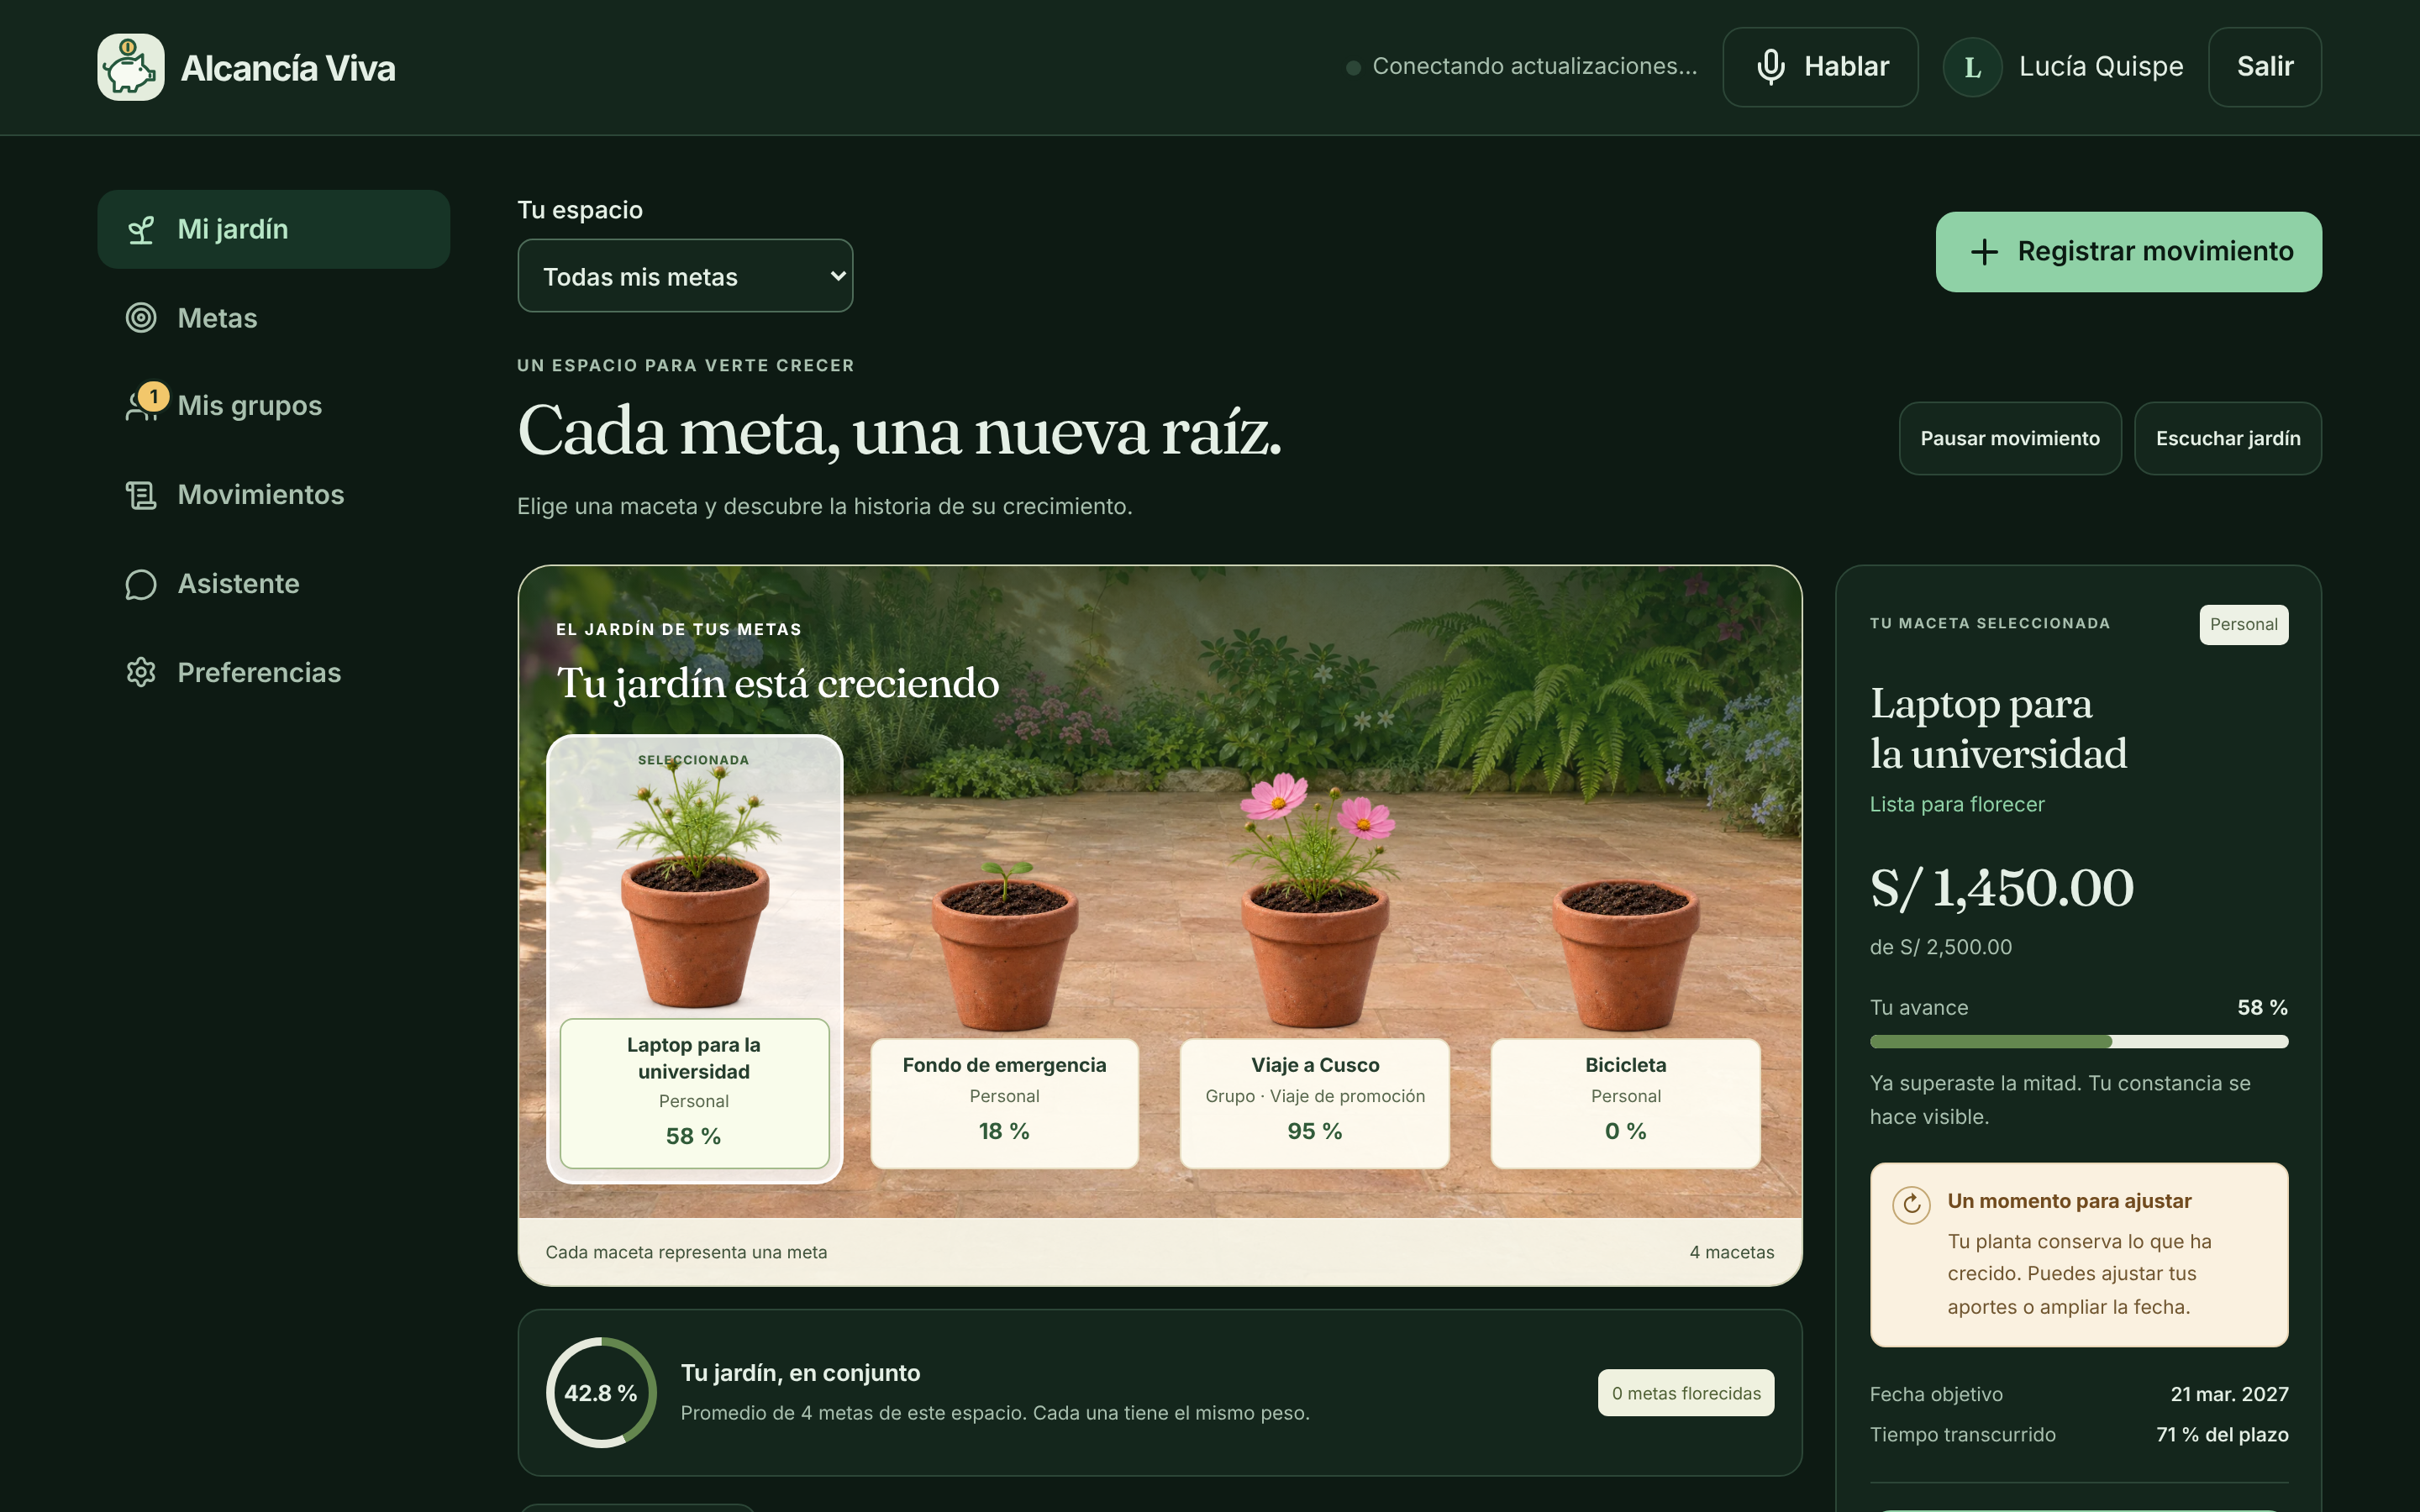 Alcancía Viva
Conectando actualizaciones...
Hablar
L
Lucía Quispe
Salir
Mi jardín
Metas
1
Mis grupos
Movimientos
Asistente
Preferencias
Tu espacio
Todas mis metas
Registrar movimiento
UN ESPACIO PARA VERTE CRECER
Cada meta, una nueva raíz.
Elige una maceta y descubre la historia de su crecimiento.
Pausar movimiento
Escuchar jardín
EL JARDÍN DE TUS METAS
Tu jardín está creciendo
SELECCIONADA
Laptop para la
universidad
Personal
58 %
Fondo de emergencia
Personal
18 %
Viaje a Cusco
Grupo · Viaje de promoción
95 %
Bicicleta
Personal
0 %
Cada maceta representa una meta
4 macetas
42.8 %
Tu jardín, en conjunto
Promedio de 4 metas de este espacio. Cada una tiene el mismo peso.
0 metas florecidas
TU MACETA SELECCIONADA
Personal
Laptop para
la universidad
Lista para florecer
S/ 1,450.00
de S/ 2,500.00
Tu avance
58 %
Ya superaste la mitad. Tu constancia se
hace visible.
Un momento para ajustar
Tu planta conserva lo que ha
crecido. Puedes ajustar tus
aportes o ampliar la fecha.
Fecha objetivo
21 mar. 2027
Tiempo transcurrido
71 % del plazo